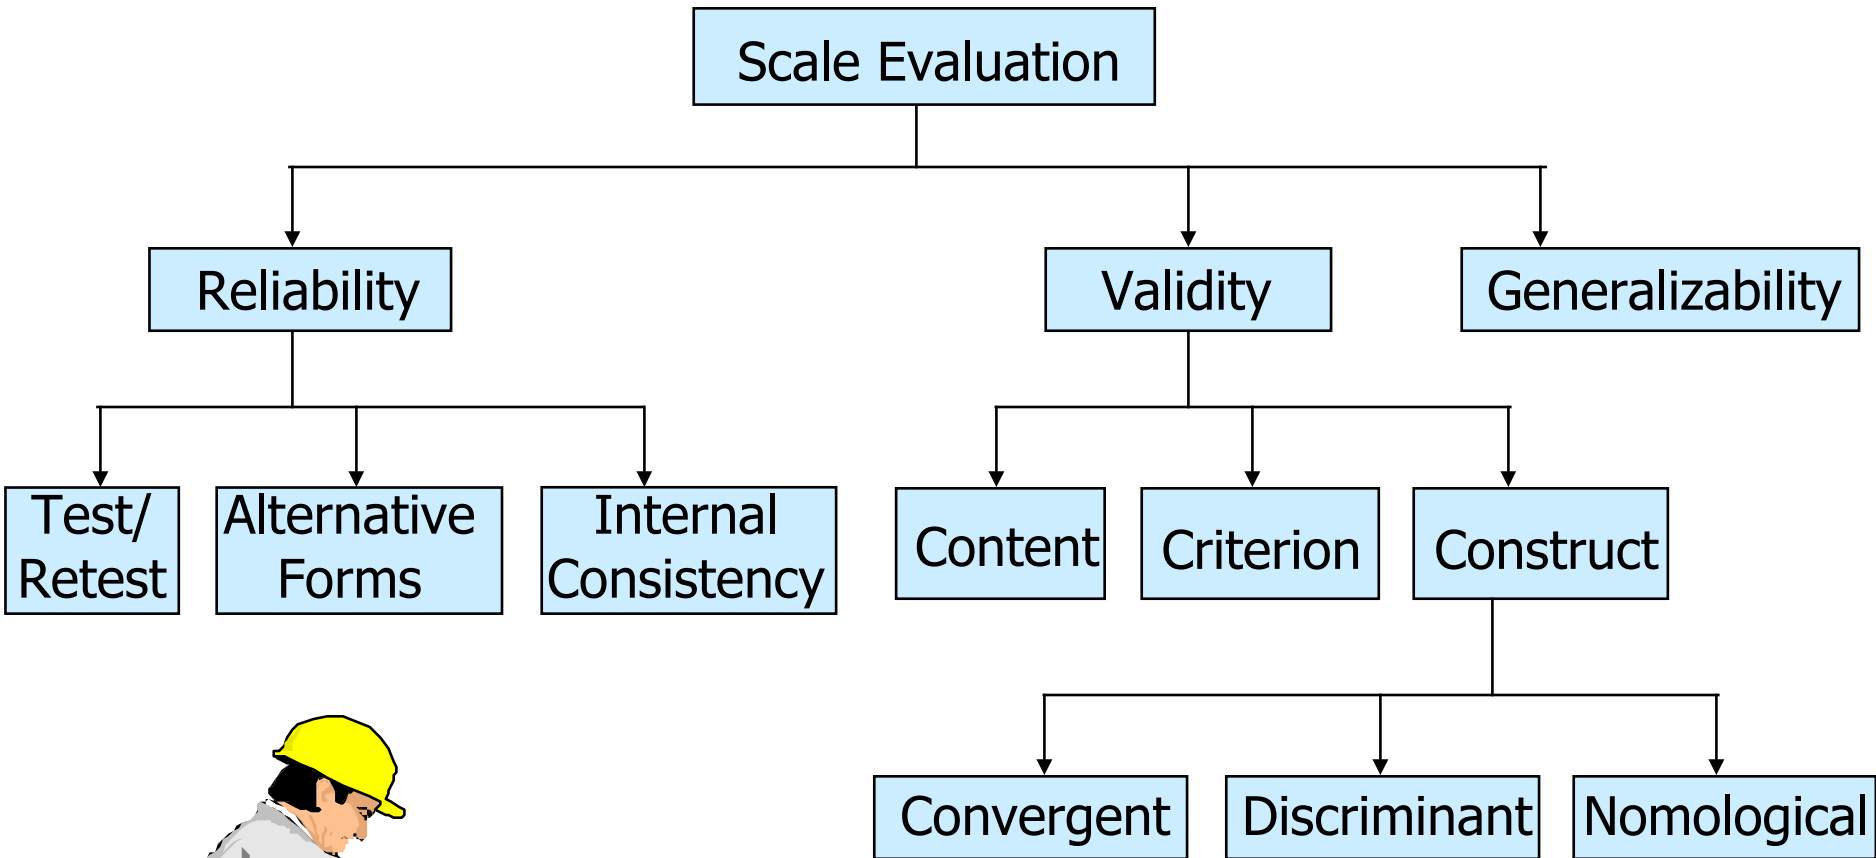 Scale Evaluation
Reliability
Validity
Generalizability
Test/
Retest
Alternative
Forms
Internal
Consistency
Content
Criterion
Construct
Convergent
Discriminant
Nomological